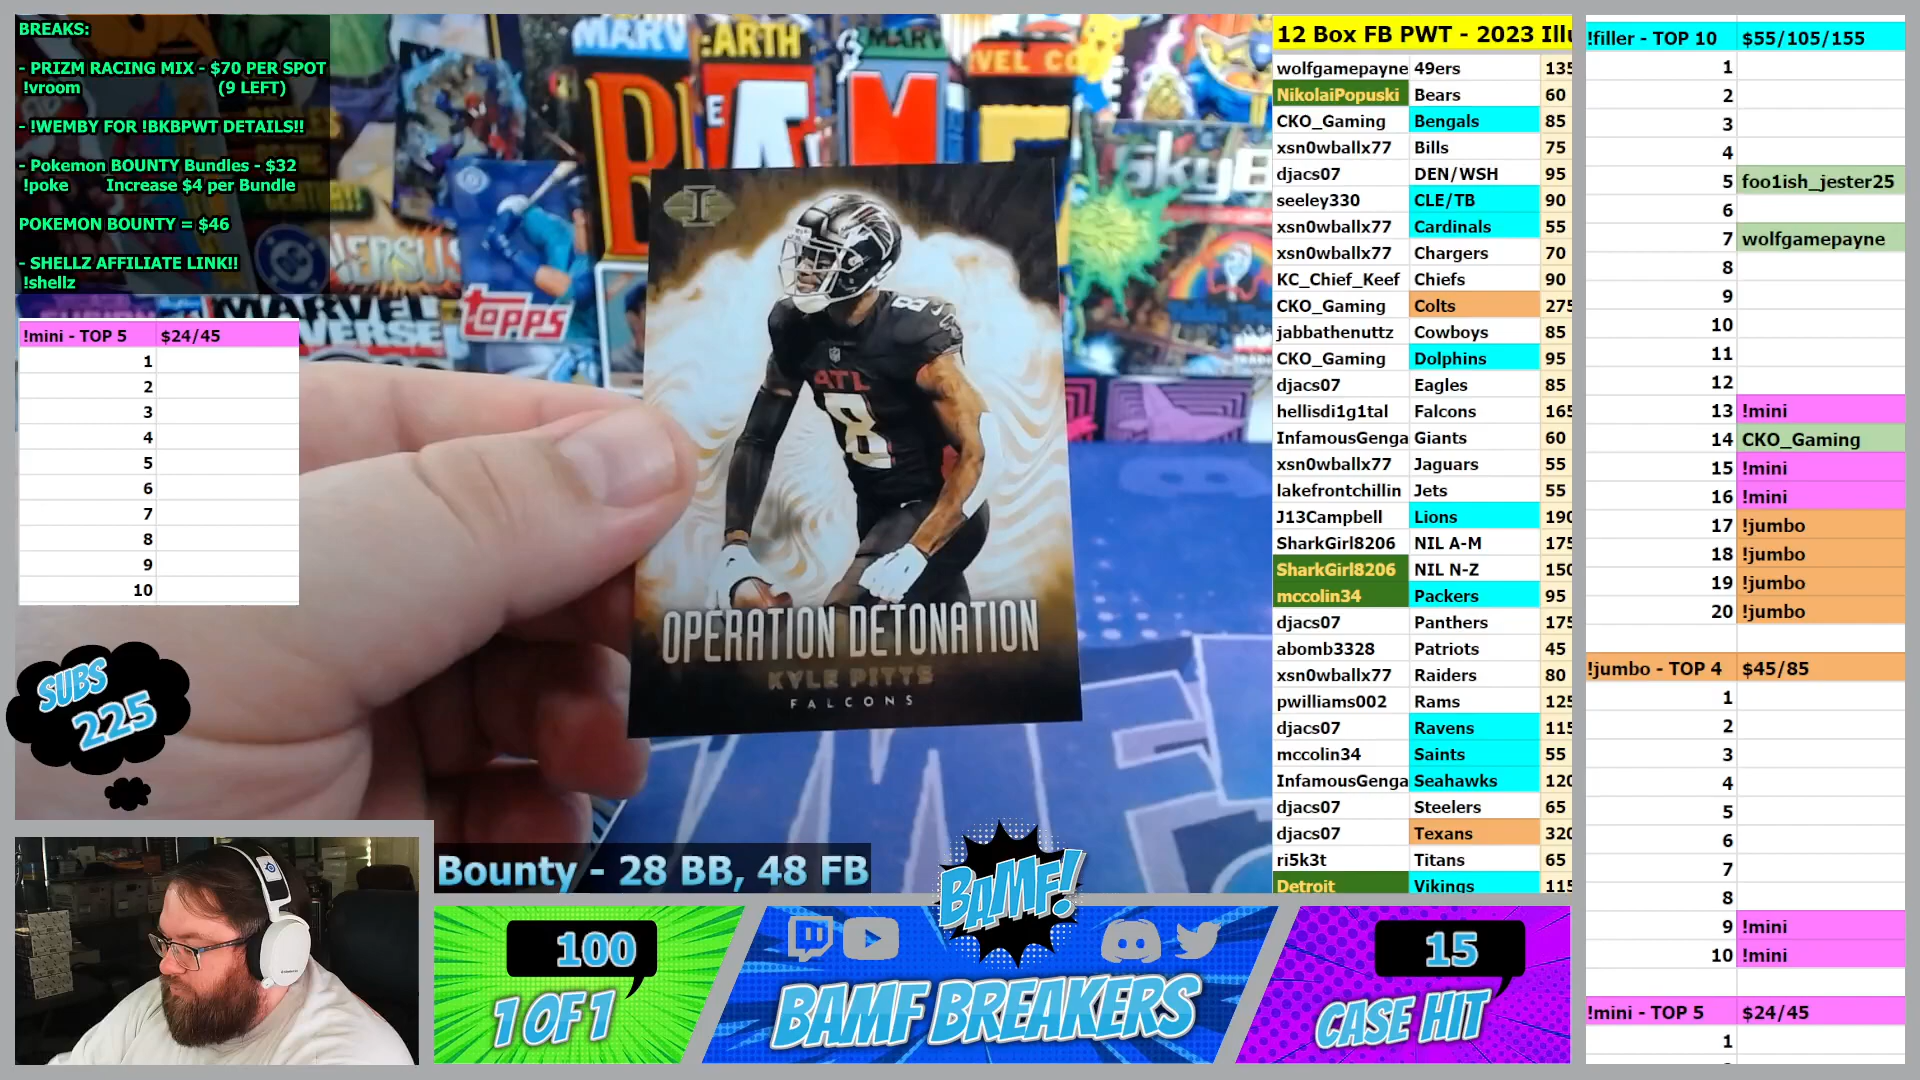 BREAKS:
- PRIZM RACING MIX - $70 PER SPOT
!vroom (9 LEFT)
- !WEMBY FOR !BKBPWT DETAILS!!
- Pokemon BOUNTY Bundles - $32
!poke Increase $4 per Bundle
POKEMON BOUNTY = $46
- SHELLZ AFFILIATE LINK!!
!shellz
!mini - TOP 5 $24/45
1
2
3
4
5
6
7
8
9
10
SUBS
225
MARVEL
topps
ATL
8
OPERATION DETONATION
KYLE PITTS
FALCONS
Bounty - 28 BB, 48 FB
BAMF!
100
1 OF 1
BAMF BREAKERS
15
CASE HIT
12 Box FB PWT - 2023 Illu
wolfgamepayne 49ers 135
NikolaiPopuski Bears 60
CKO_Gaming Bengals 85
xsn0wballx77 Bills 75
djacs07 DEN/WSH 95
seeley330 CLE/TB 90
xsn0wballx77 Cardinals 55
xsn0wballx77 Chargers 70
KC_Chief_Keef Chiefs 90
CKO_Gaming Colts 275
jabbathenuttz Cowboys 85
CKO_Gaming Dolphins 95
djacs07 Eagles 85
hellisdi1g1tal Falcons 165
InfamousGenga Giants 60
xsn0wballx77 Jaguars 55
lakefrontchillin Jets 55
J13Campbell Lions 190
SharkGirl8206 NIL A-M 175
SharkGirl8206 NIL N-Z 150
mccolin34 Packers 95
djacs07 Panthers 175
abomb3328 Patriots 45
xsn0wballx77 Raiders 80
pwilliams002 Rams 125
djacs07 Ravens 115
mccolin34 Saints 55
InfamousGenga Seahawks 120
djacs07 Steelers 65
djacs07 Texans 320
ri5k3t Titans 65
Detroit Vikings 115
!filler - TOP 10 $55/105/155
1
2
3
4
5 foo1ish_jester25
6
7 wolfgamepayne
8
9
10
11
12
13 !mini
14 CKO_Gaming
15 !mini
16 !mini
17 !jumbo
18 !jumbo
19 !jumbo
20 !jumbo
!jumbo - TOP 4 $45/85
1
2
3
4
5
6
7
8
9 !mini
10 !mini
!mini - TOP 5 $24/45
1